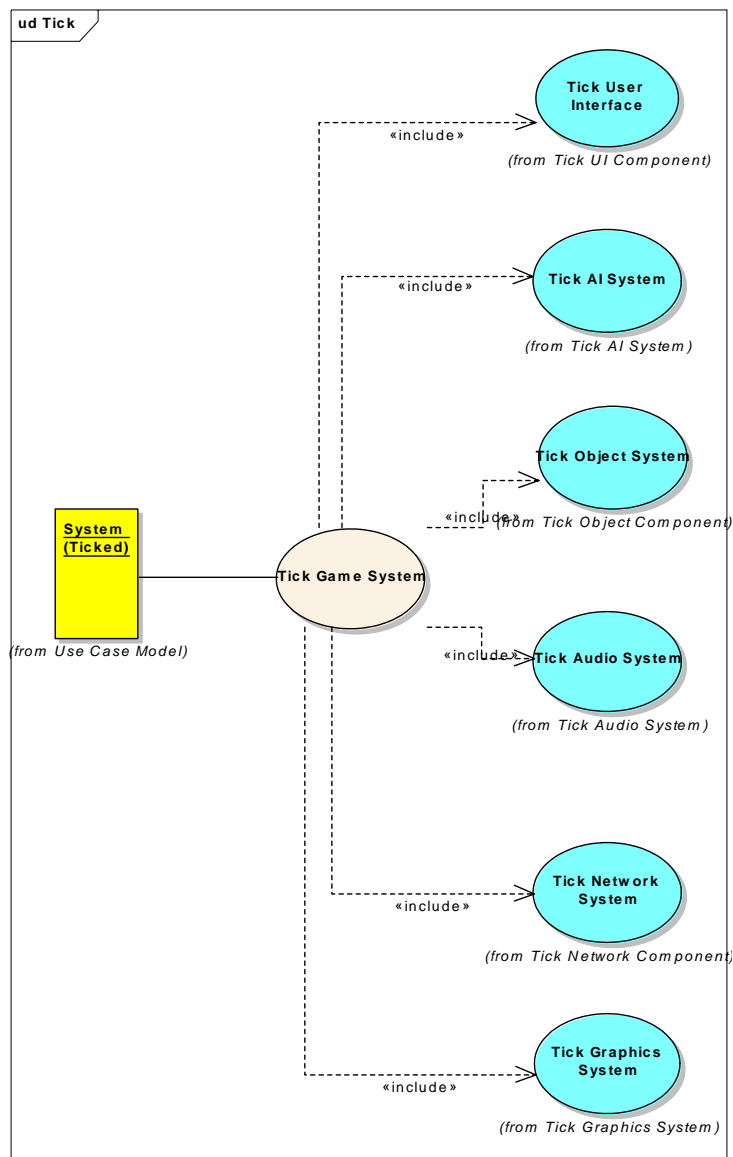 ud Tick
Tick User
Interface
«include»
(from Tick UI Component)
Tick AI System
«include»
(from Tick AI System)
Tick Object System
«include»
(from Tick Object Component)
System
(Ticked)
Tick Game System
(from Use Case Model)
«include»
Tick Audio System
(from Tick Audio System)
Tick Network
System
«include»
(from Tick Network Component)
Tick Graphics
System
«include»
(from Tick Graphics System)